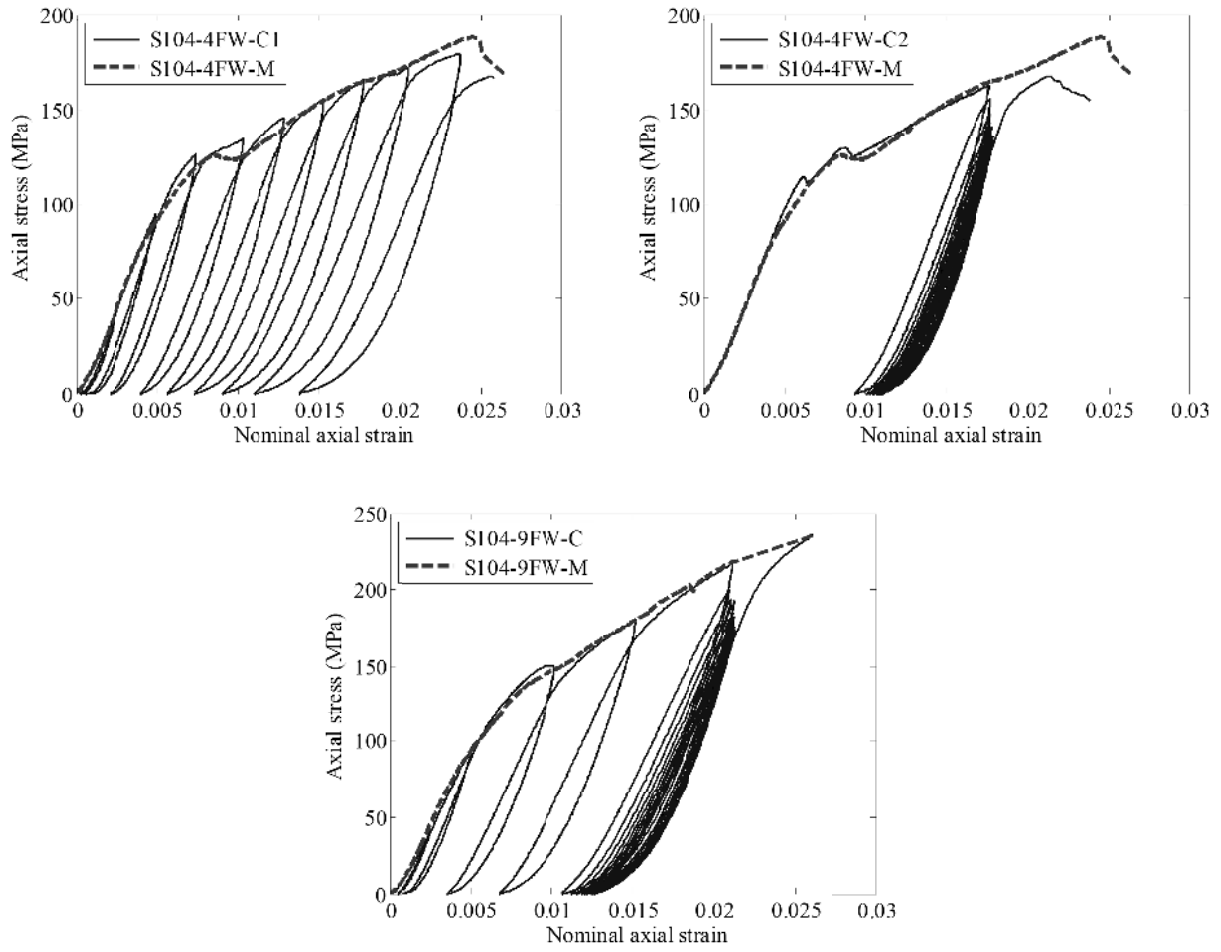 200
S104-4FW-C1
S104-4FW-M
150
100
50
0
Axial stress (MPa)
0 0.005 0.01 0.015 0.02 0.025 0.03
Nominal axial strain
200
S104-4FW-C2
S104-4FW-M
150
100
50
0
Axial stress (MPa)
0 0.005 0.01 0.015 0.02 0.025 0.03
Nominal axial strain
250
S104-9FW-C
S104-9FW-M
200
150
100
50
0
Axial sress (MPa)
0 0.005 0.01 0.015 0.02 0.025 0.03
Nominal axial strain